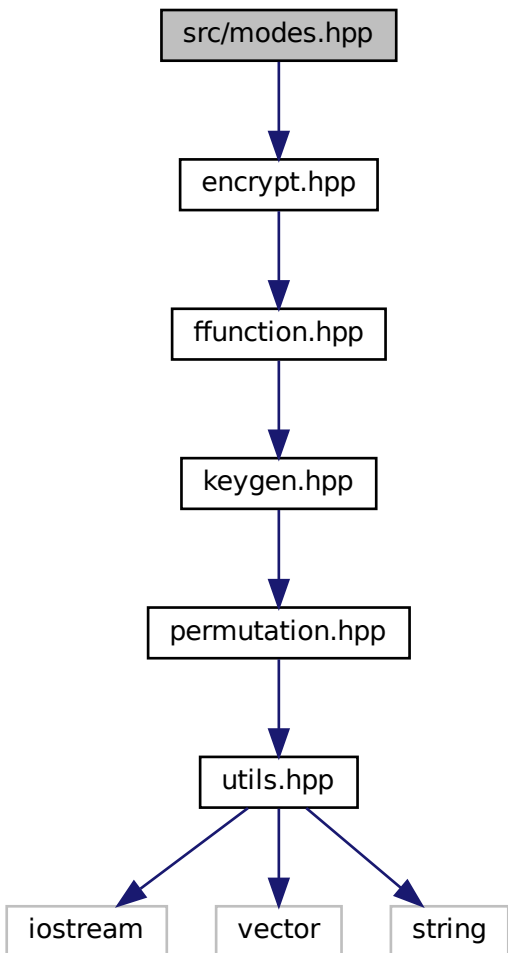 src/modes.hpp
encrypt.hpp
ffunction.hpp
keygen.hpp
permutation.hpp
utils.hpp
iostream
vector
string